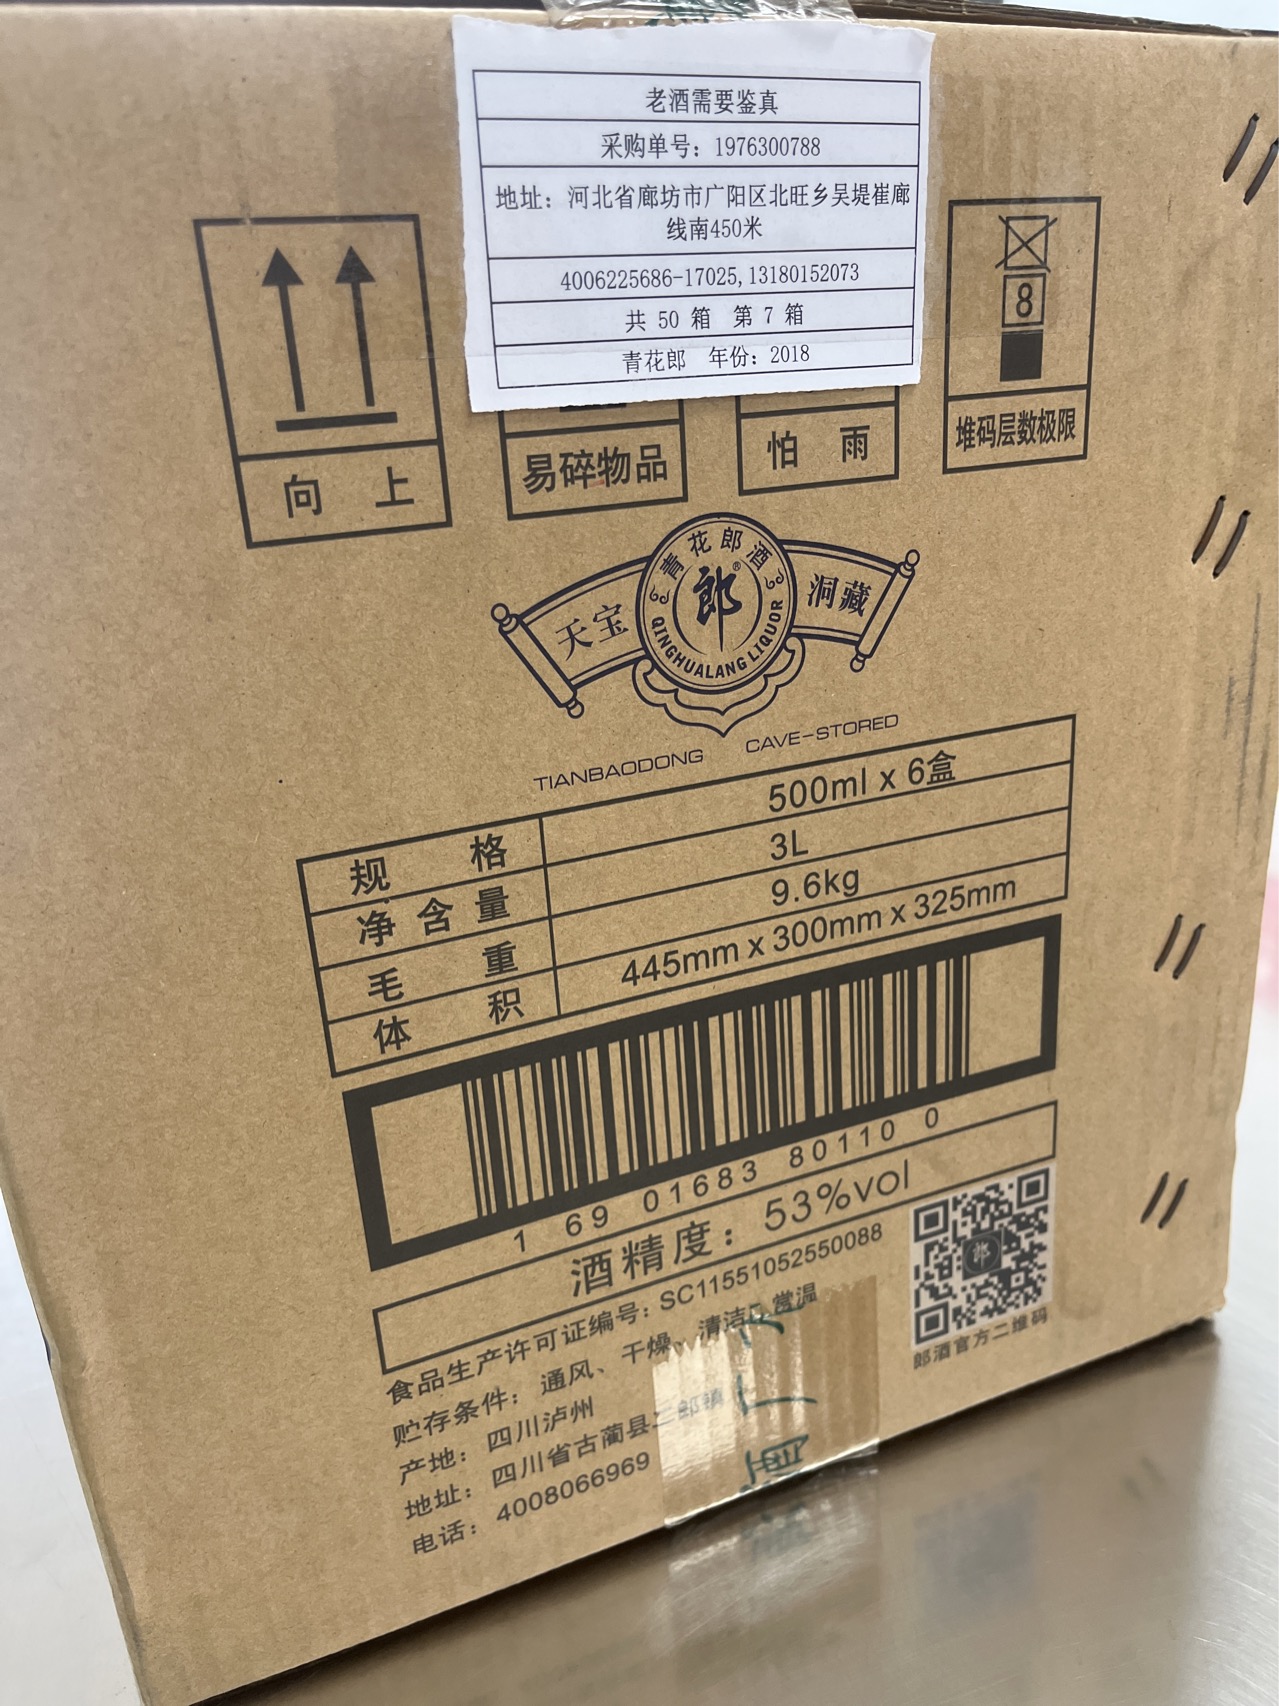 老酒需要鉴真
采购单号：1976300788
地址：河北省廊坊市广阳区北旺乡吴堤崔廊
线南450米
4006225686-17025,13180152073
共 50 箱 第 7 箱
青花郎 年份：2018
向 上
易碎物品
怕 雨
8
堆码层数极限
青花郎酒
天宝
郎®
洞藏
QINGHUALANG LIQUOR
TIANBAODONG CAVE-STORED
规 格 500ml x 6盒
净含量 3L
毛 重 9.6kg
体 积 445mm x 300mm x 325mm
1 69 01683 80110 0
酒精度：53%vol
食品生产许可证编号：SC11551052550088
贮存条件：通风、干燥、清洁、常温
产地：四川泸州
地址：四川省古蔺县二郎镇
电话：4008066969
郎
郎酒官方二维码